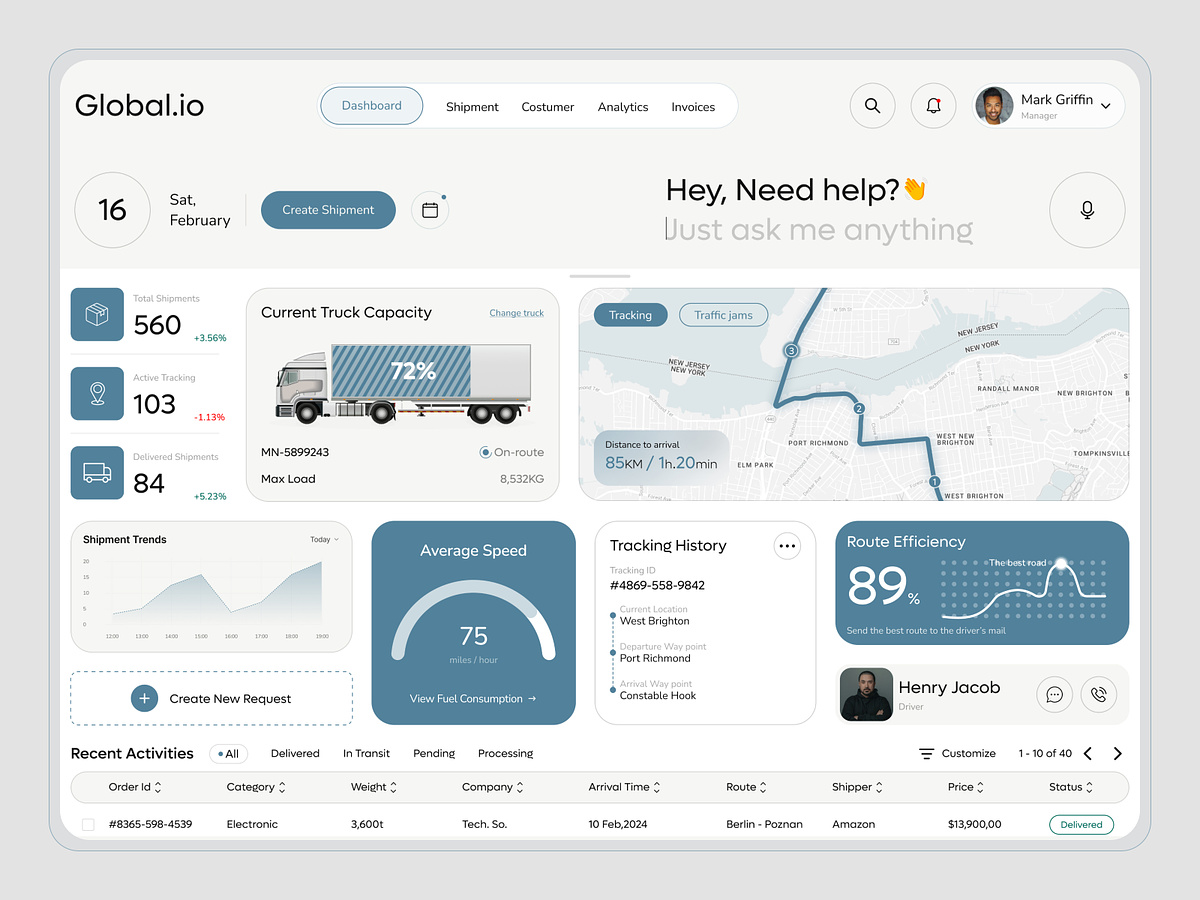 Global.io
Dashboard
Shipment
Costumer
Analytics
Invoices
Mark Griffin
Manager
16
Sat,
February
Create Shipment
Hey, Need help?👋
Just ask me anything
Total Shipments
560
+3.56%
Active Tracking
103
-1.13%
Delivered Shipments
84
+5.23%
Current Truck Capacity
Change truck
72%
MN-5899243
On-route
Max Load
8,532KG
Tracking
Traffic jams
NEW JERSEY
NEW YORK
NEW JERSEY
NEW YORK
3
2
1
RANDALL MANOR
NEW BRIGHTON
PORT RICHMOND
WEST NEW
BRIGHTON
ELM PARK
TOMPKINSVILLE
WEST BRIGHTON
Distance to arrival
85KM / 1h.20min
Shipment Trends
Today
20
15
10
5
0
12:00
13:00
14:00
15:00
16:00
17:00
18:00
19:00
Create New Request
Average Speed
75
miles / hour
View Fuel Consumption →
Tracking History
Tracking ID
#4869-558-9842
Current Location
West Brighton
Departure Way point
Port Richmond
Arrival Way point
Constable Hook
Route Efficiency
89%
The best road
Send the best route to the driver's mail
Henry Jacob
Driver
Recent Activities
All
Delivered
In Transit
Pending
Processing
Customize
1 - 10 of 40
Order Id
Category
Weight
Company
Arrival Time
Route
Shipper
Price
Status
#8365-598-4539
Electronic
3,600t
Tech. So.
10 Feb,2024
Berlin - Poznan
Amazon
$13,900,00
Delivered